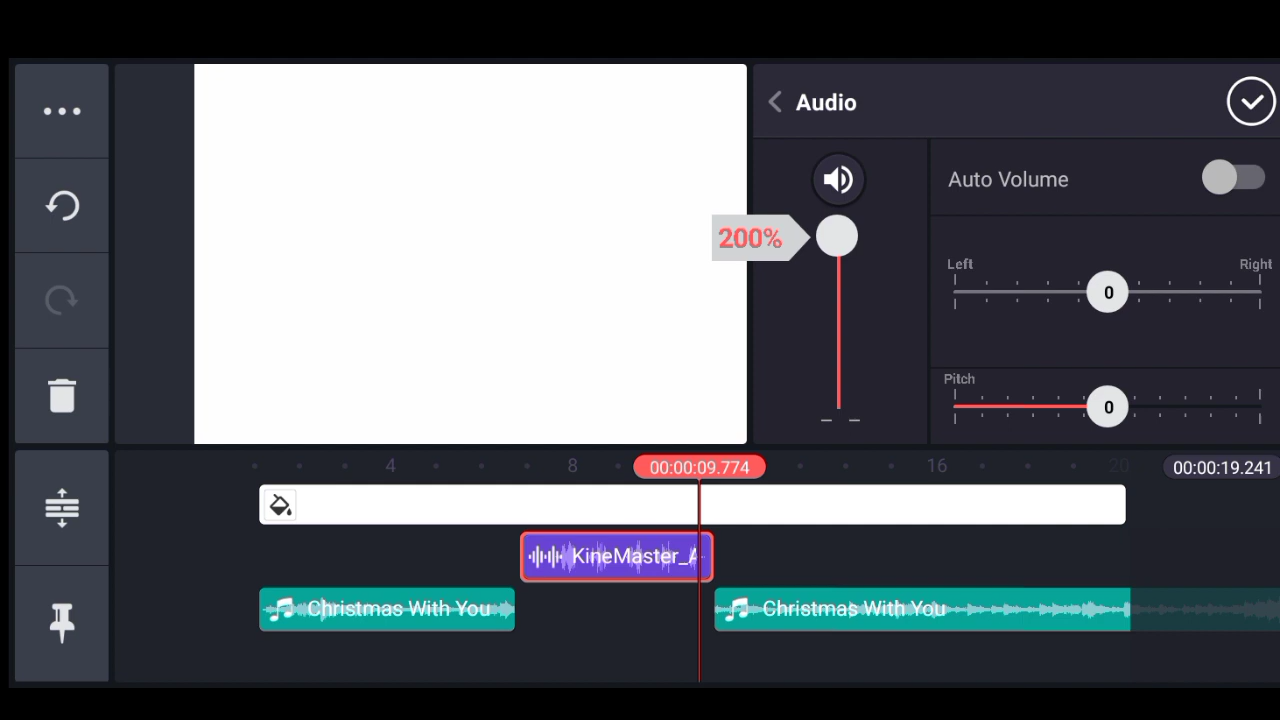 Audio
Auto Volume
200%
Left
Right
0
Pitch
0
4
8
00:00:09.774
16
20
00:00:19.241
KineMaster_A
Christmas With You
Christmas With You